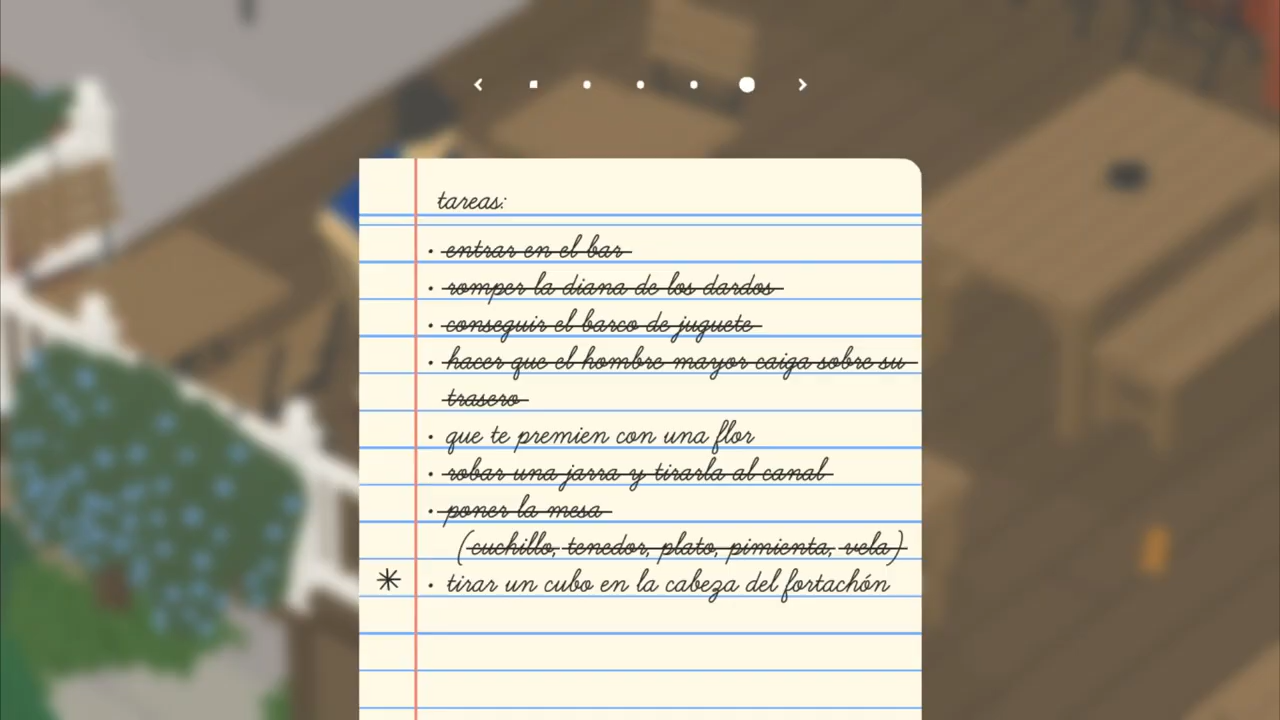 tareas:
• entrar en el bar
• romper la diana de los dardos
• conseguir el barco de juguete
• hacer que el hombre mayor caiga sobre su
trasero
• que te premien con una flor
• robar una jarra y tirarla al canal
• poner la mesa
(cuchillo, tenedor, plato, pimienta, vela)
• tirar un cubo en la cabeza del fortachón